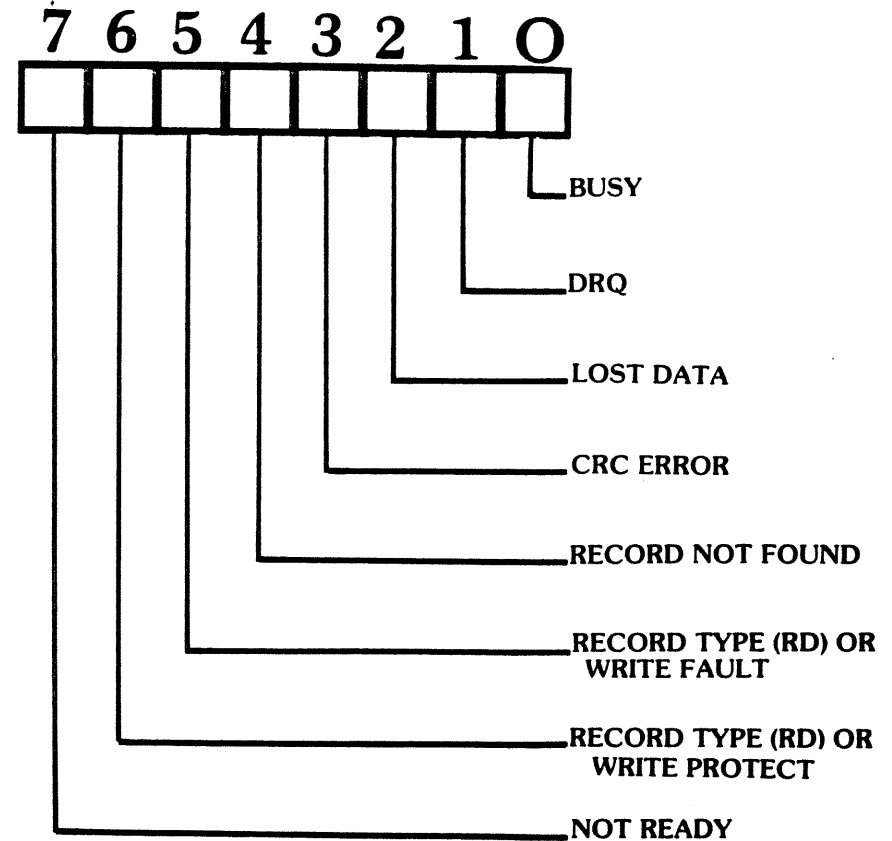 7 6 5 4 3 2 1 0
BUSY
DRQ
LOST DATA
CRC ERROR
RECORD NOT FOUND
RECORD TYPE (RD) OR
WRITE FAULT
RECORD TYPE (RD) OR
WRITE PROTECT
NOT READY